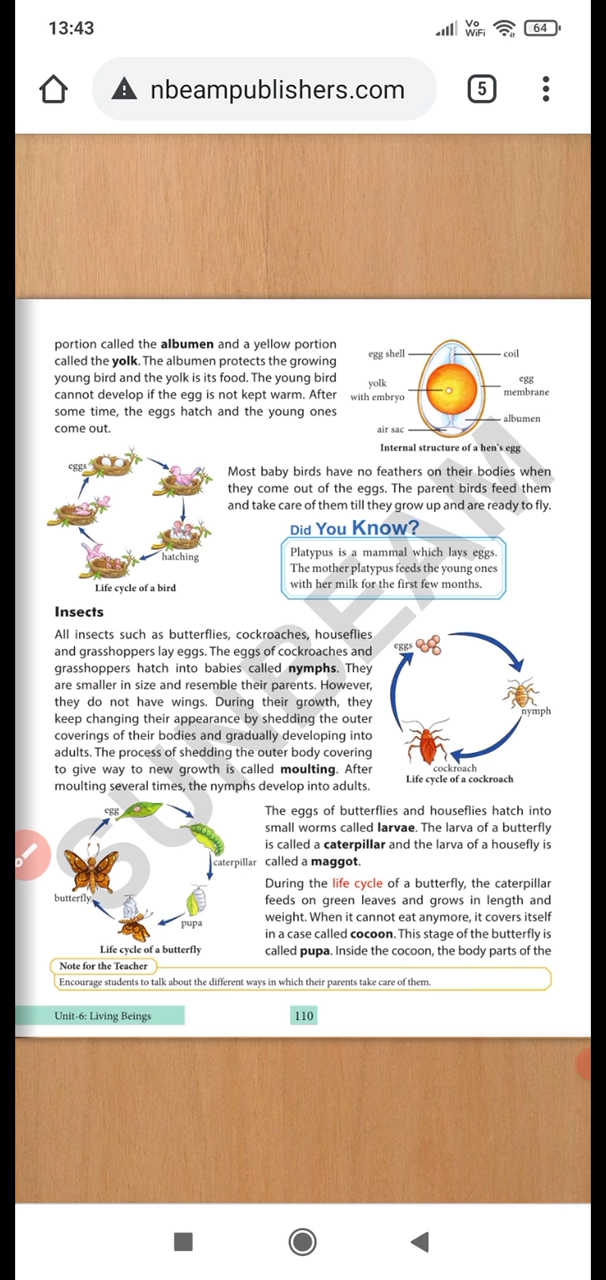 13:43
Vo
WiFi
64
nbeampublishers.com
5
portion called the albumen and a yellow portion
called the yolk. The albumen protects the growing
young bird and the yolk is its food. The young bird
cannot develop if the egg is not kept warm. After
some time, the eggs hatch and the young ones
come out.
egg shell
coil
yolk
with embryo
egg
membrane
albumen
air sac
Internal structure of a hen's egg
eggs
hatching
Life cycle of a bird
Most baby birds have no feathers on their bodies when
they come out of the eggs. The parent birds feed them
and take care of them till they grow up and are ready to fly.
Did You Know?
Platypus is a mammal which lays eggs.
The mother platypus feeds the young ones
with her milk for the first few months.
Insects
All insects such as butterflies, cockroaches, houseflies
and grasshoppers lay eggs. The eggs of cockroaches and
grasshoppers hatch into babies called nymphs. They
are smaller in size and resemble their parents. However,
they do not have wings. During their growth, they
keep changing their appearance by shedding the outer
coverings of their bodies and gradually developing into
adults. The process of shedding the outer body covering
to give way to new growth is called moulting. After
moulting several times, the nymphs develop into adults.
eggs
nymph
cockroach
Life cycle of a cockroach
egg
caterpillar
butterfly
pupa
Life cycle of a butterfly
The eggs of butterflies and houseflies hatch into
small worms called larvae. The larva of a butterfly
is called a caterpillar and the larva of a housefly is
called a maggot.
During the life cycle of a butterfly, the caterpillar
feeds on green leaves and grows in length and
weight. When it cannot eat anymore, it covers itself
in a case called cocoon. This stage of the butterfly is
called pupa. Inside the cocoon, the body parts of the
Note for the Teacher
Encourage students to talk about the different ways in which their parents take care of them.
Unit-6: Living Beings
110
SUNBEAM